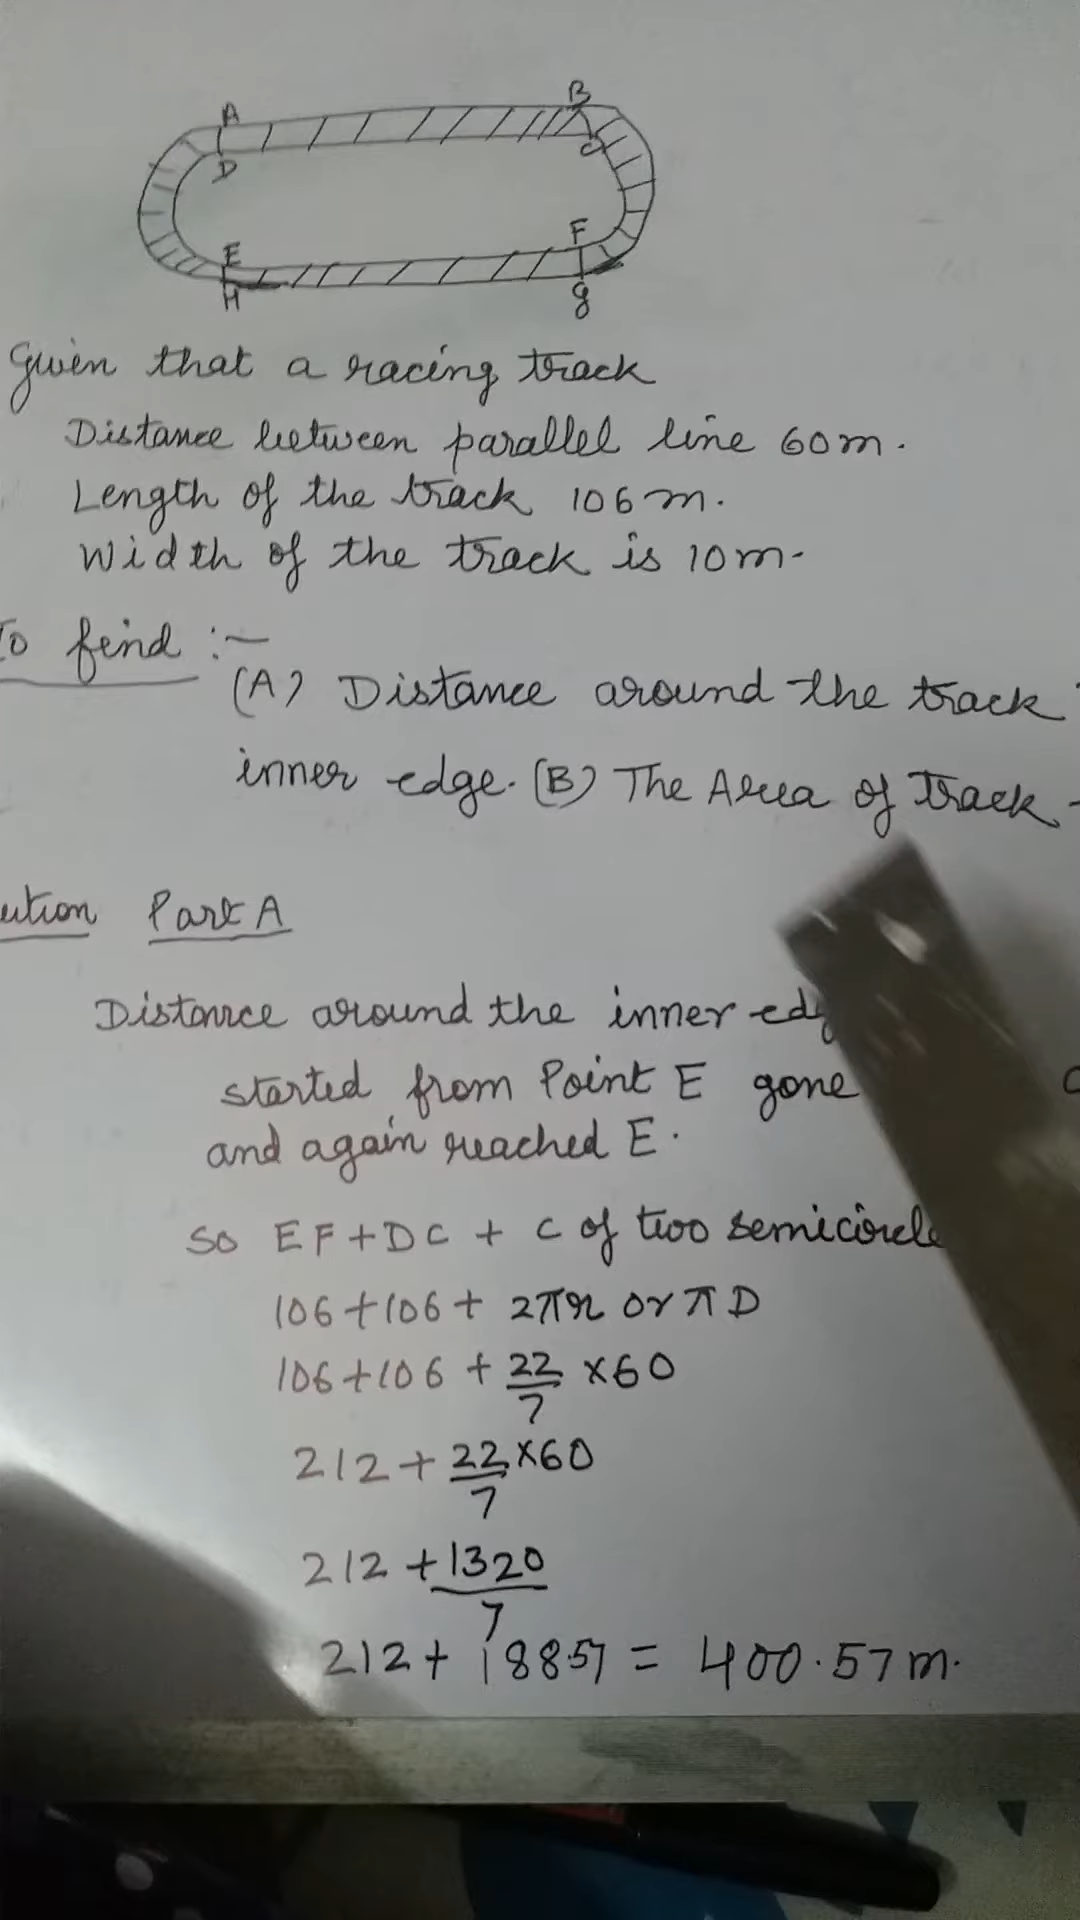 A B
D C
E F
H g
Given that a racing track
Distance between parallel line 60m.
Length of the track 106m.
Width of the track is 10m-
To find :-
(A) Distance around the track
inner edge. (B) The Area of Track -
ution Part A
Distance around the inner
started from Point E gone
and again reached E.
So EF+DC + C of two semicircle
106+106+ 2πr or πD
106+106 + 22/7 ×60
212+ 22/7 ×60
212 + 1320/7
212+ 188.57 = 400.57m.